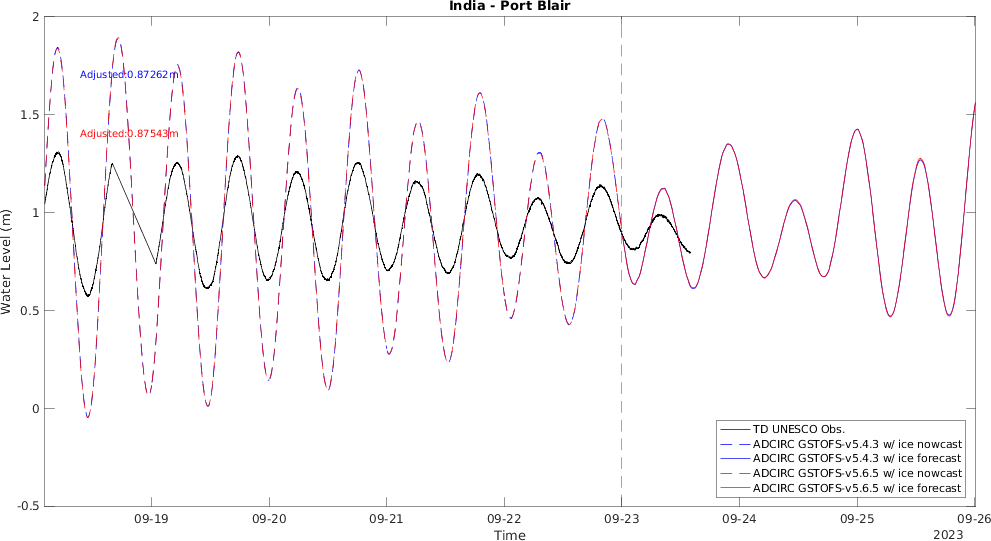 India - Port Blair
2
1.5
1
0.5
0
-0.5
Water Level (m)
Adjusted:0.87262m
Adjusted:0.87543m
TD UNESCO Obs.
ADCIRC GSTOFS-v5.4.3 w/ ice nowcast
ADCIRC GSTOFS-v5.4.3 w/ ice forecast
ADCIRC GSTOFS-v5.6.5 w/ ice nowcast
ADCIRC GSTOFS-v5.6.5 w/ ice forecast
09-19 09-20 09-21 09-22 09-23 09-24 09-25 09-26
Time
2023